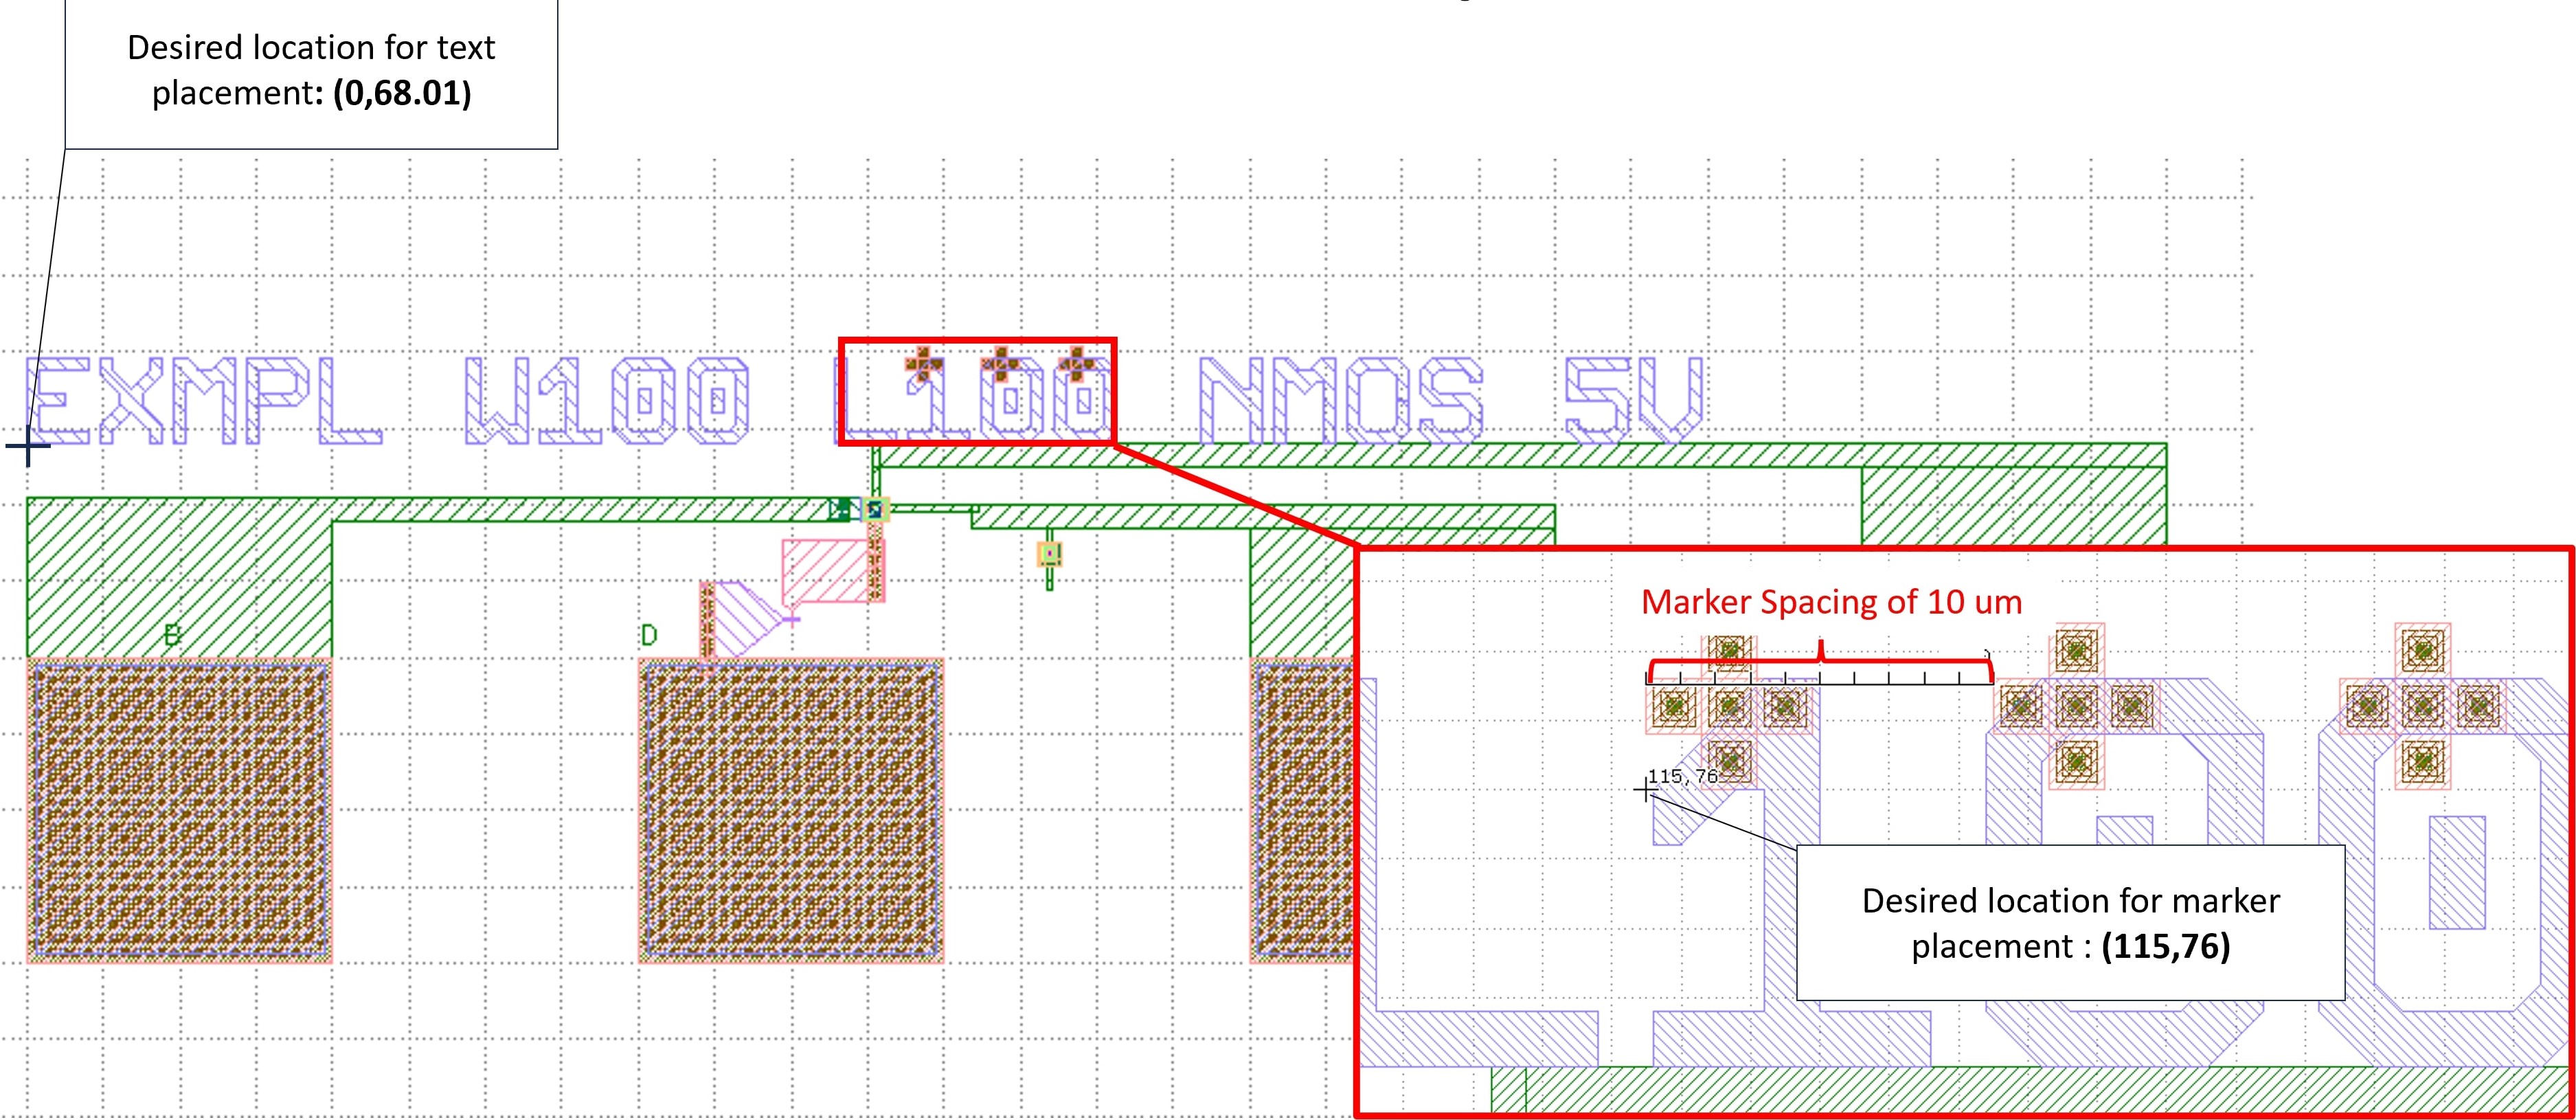 Desired location for text
placement: (0,68.01)
EXMPL W100 L100 NMOS 5V
B
D
Marker Spacing of 10 um
115,76
Desired location for marker
placement : (115,76)